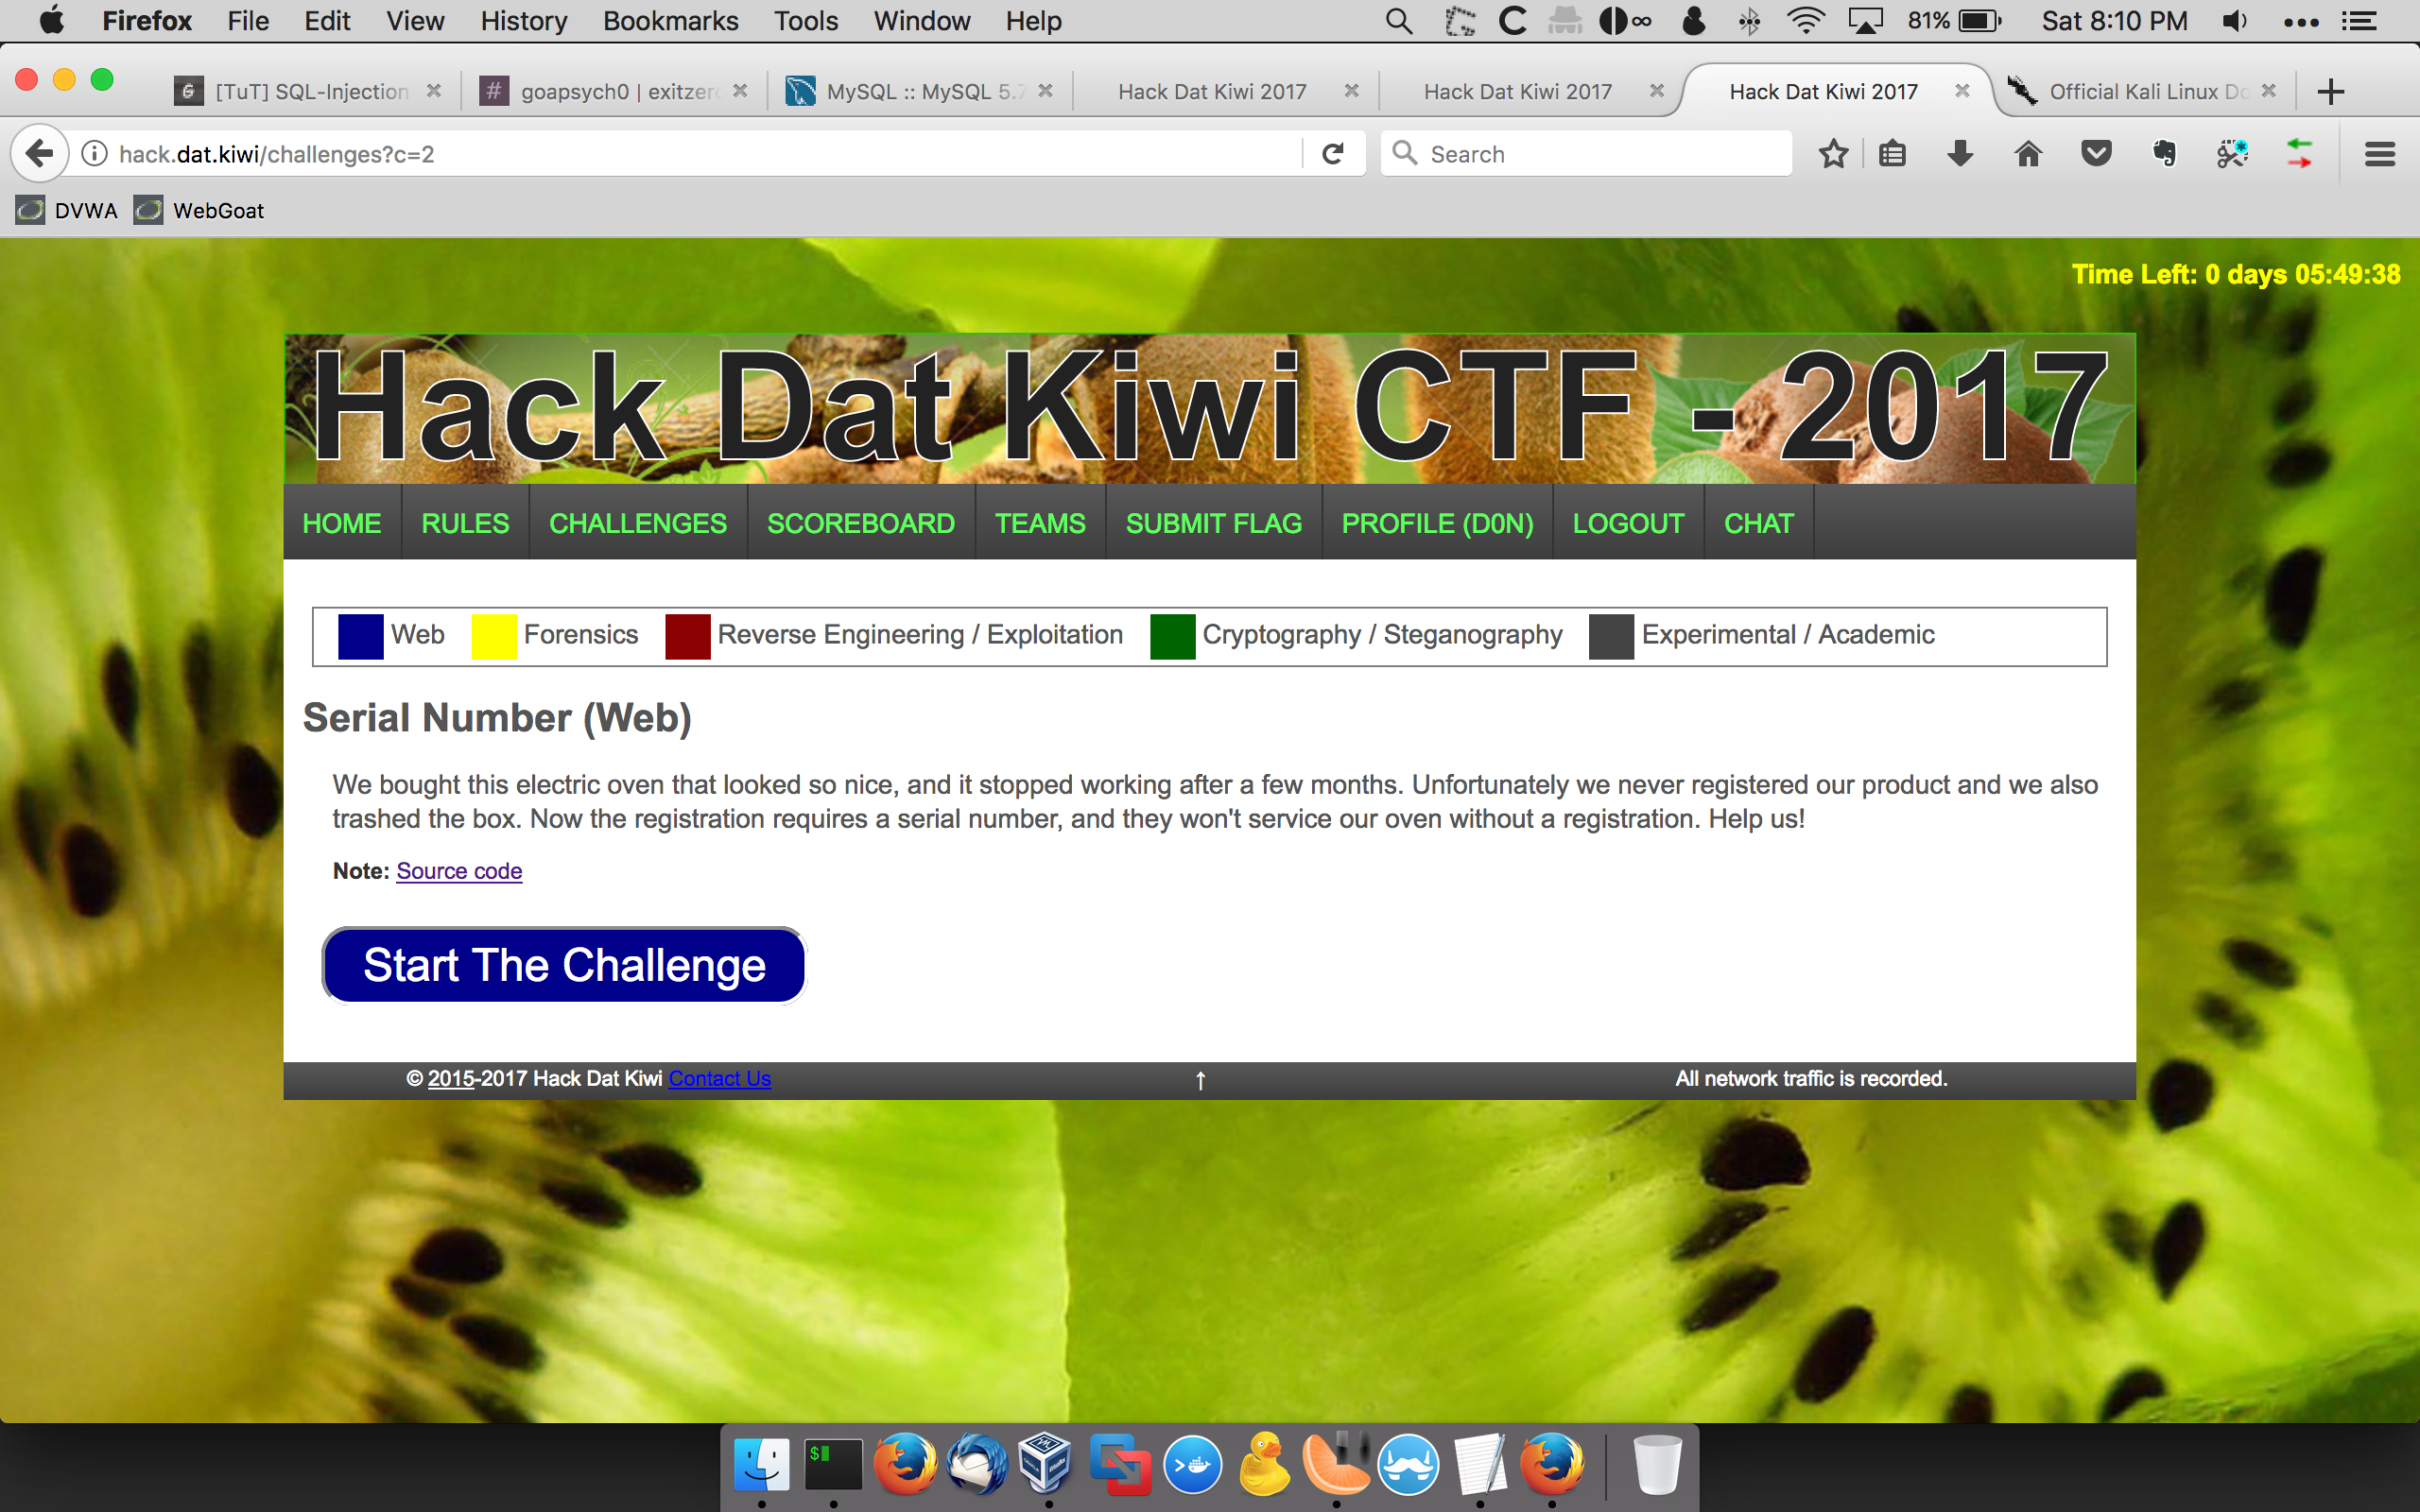 Firefox File Edit View History Bookmarks Tools Window Help 81% Sat 8:10 PM
[TuT] SQL-Injection goapsych0 | exitzero MySQL :: MySQL 5.7 Hack Dat Kiwi 2017 Hack Dat Kiwi 2017 Hack Dat Kiwi 2017 Official Kali Linux Do
hack.dat.kiwi/challenges?c=2 Search
DVWA WebGoat
Time Left: 0 days 05:49:38
Hack Dat Kiwi CTF - 2017
HOME RULES CHALLENGES SCOREBOARD TEAMS SUBMIT FLAG PROFILE (D0N) LOGOUT CHAT
Web Forensics Reverse Engineering / Exploitation Cryptography / Steganography Experimental / Academic
Serial Number (Web)
We bought this electric oven that looked so nice, and it stopped working after a few months. Unfortunately we never registered our product and we also
trashed the box. Now the registration requires a serial number, and they won't service our oven without a registration. Help us!
Note: Source code
Start The Challenge
© 2015-2017 Hack Dat Kiwi Contact Us ↑ All network traffic is recorded.